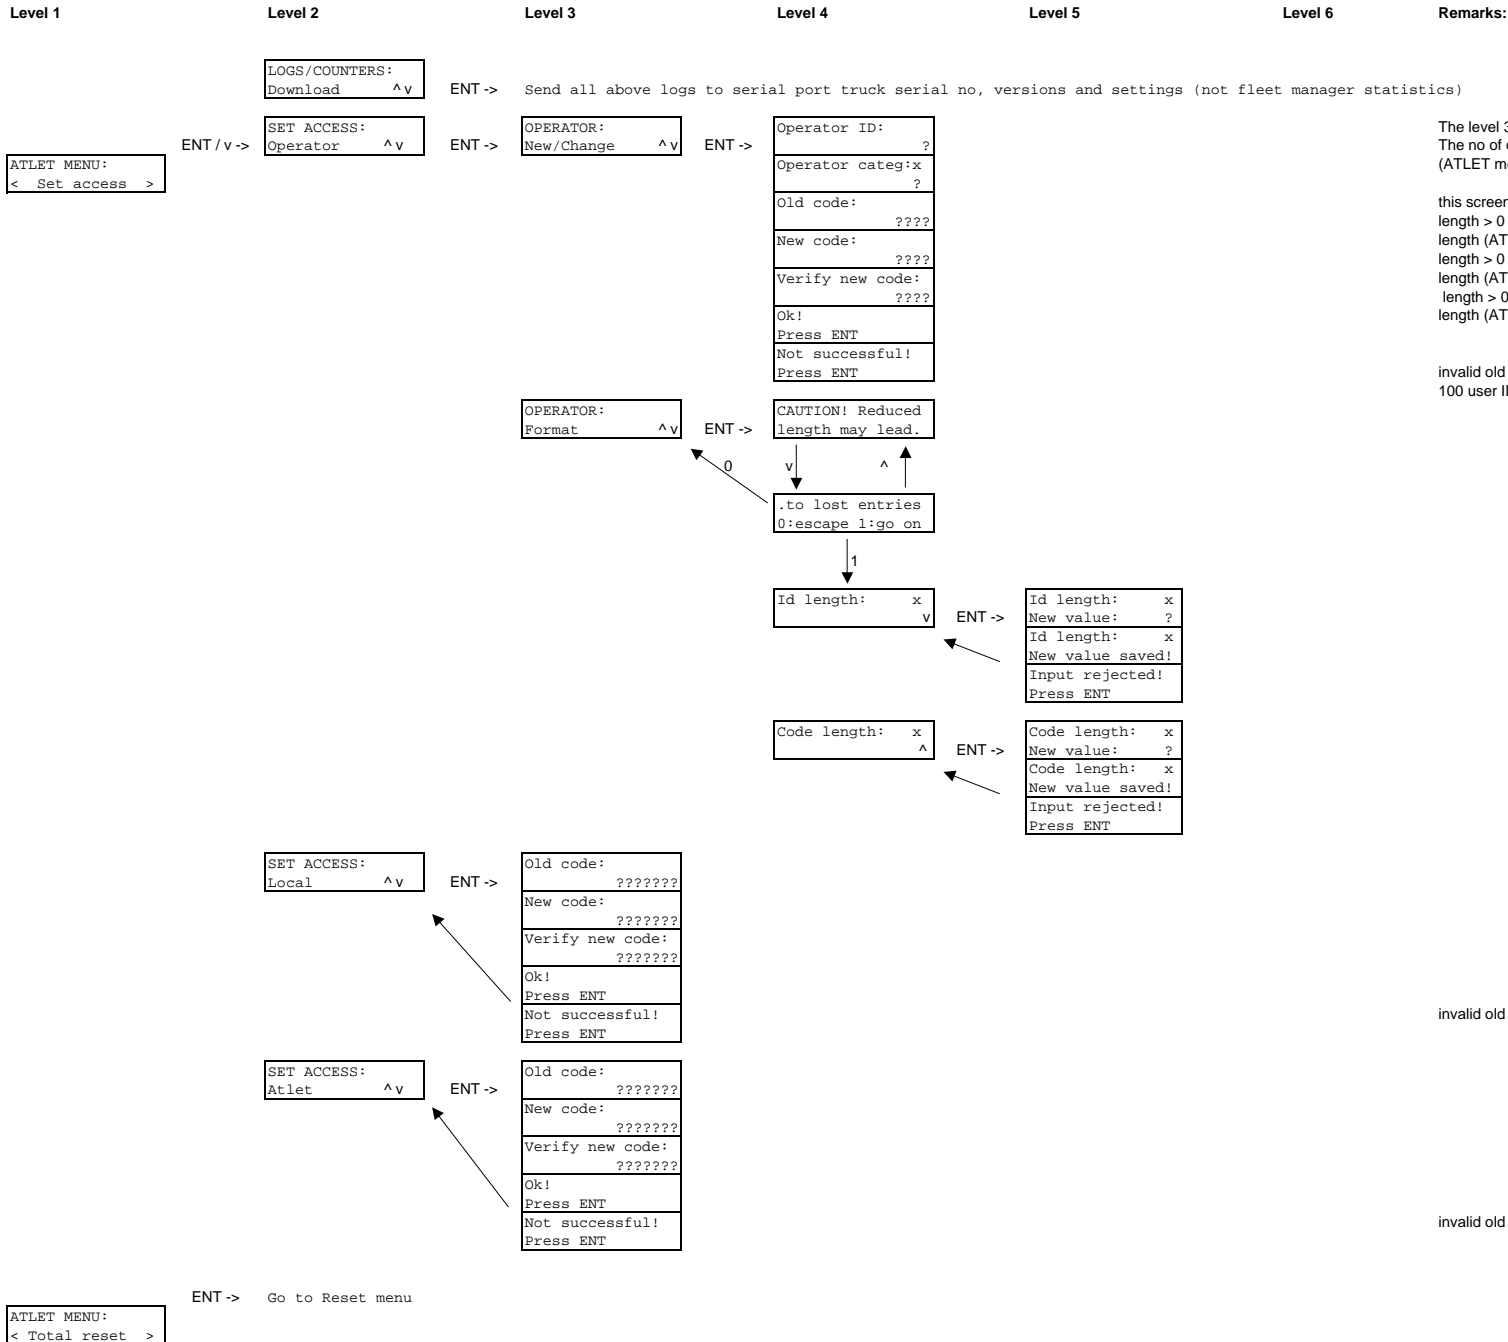 Level 1 Level 2 Level 3 Level 4 Level 5 Level 6 Remarks:
LOGS/COUNTERS:
Download ^ v ENT -> Send all above logs to serial port truck serial no, versions and settings (not fleet manager statistics)
ENT / v -> SET ACCESS:
Operator ^ v ENT -> OPERATOR:
New/Change ^ v ENT -> Operator ID:
?
Operator categ:x
?
Old code:
????
New code:
????
Verify new code:
????
Ok!
Press ENT
Not successful!
Press ENT
The level 3
The no of
(ATLET m
this screen
length > 0
length (AT
length > 0
length (AT
length > 0
length (AT
invalid old
100 user I
ATLET MENU:
< Set access >
OPERATOR:
Format ^ v ENT -> CAUTION! Reduced
length may lead.
0 v ^
.to lost entries
0:escape 1:go on
1
Id length: x
v ENT -> Id length: x
New value: ?
Id length: x
New value saved!
Input rejected!
Press ENT
Code length: x
^ ENT -> Code length: x
New value: ?
Code length: x
New value saved!
Input rejected!
Press ENT
SET ACCESS:
Local ^ v ENT -> Old code:
???????
New code:
???????
Verify new code:
???????
Ok!
Press ENT
Not successful!
Press ENT
invalid old
SET ACCESS:
Atlet ^ v ENT -> Old code:
???????
New code:
???????
Verify new code:
???????
Ok!
Press ENT
Not successful!
Press ENT
invalid old
ENT -> Go to Reset menu
ATLET MENU:
< Total reset >